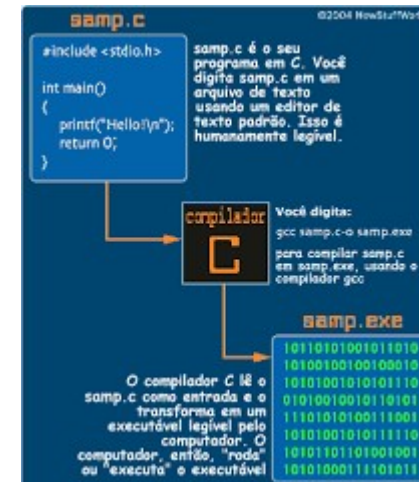 samp.c
©2004 HowStuffWor
#include <stdio.h>
int main()
{
printf("Hello!\n");
return 0;
}
samp.c é o seu
programa em C. Você
digita samp.c em um
arquivo de texto
usando um editor de
texto padrão. Isso é
humanamente legível.
compilador
C
Você digita:
gcc samp.c-o samp.exe
para compilar samp.c
em samp.exe, usando o
compilador gcc
samp.exe
O compilador C lê o
samp.c como entrada e o
transforma em um
executável legível pelo
computador. O
computador, então, "roda"
ou "executa" o executável